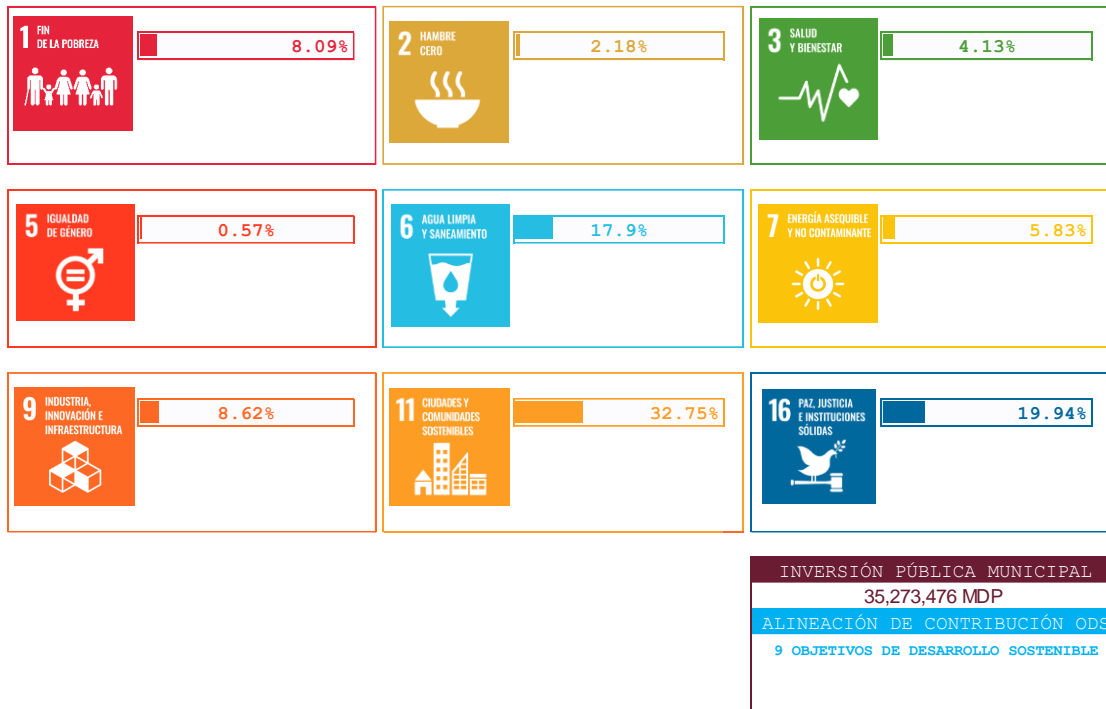 1 FIN
DE LA POBREZA
8.09%
2 HAMBRE
CERO
2.18%
3 SALUD
Y BIENESTAR
4.13%
5 IGUALDAD
DE GÉNERO
0.57%
6 AGUA LIMPIA
Y SANEAMIENTO
17.9%
7 ENERGÍA ASEQUIBLE
Y NO CONTAMINANTE
5.83%
9 INDUSTRIA,
INNOVACIÓN E
INFRAESTRUCTURA
8.62%
11 CIUDADES Y
COMUNIDADES
SOSTENIBLES
32.75%
16 PAZ, JUSTICIA
E INSTITUCIONES
SÓLIDAS
19.94%
INVERSIÓN PÚBLICA MUNICIPAL
35,273,476 MDP
ALINEACIÓN DE CONTRIBUCIÓN ODS
9 OBJETIVOS DE DESARROLLO SOSTENIBLE